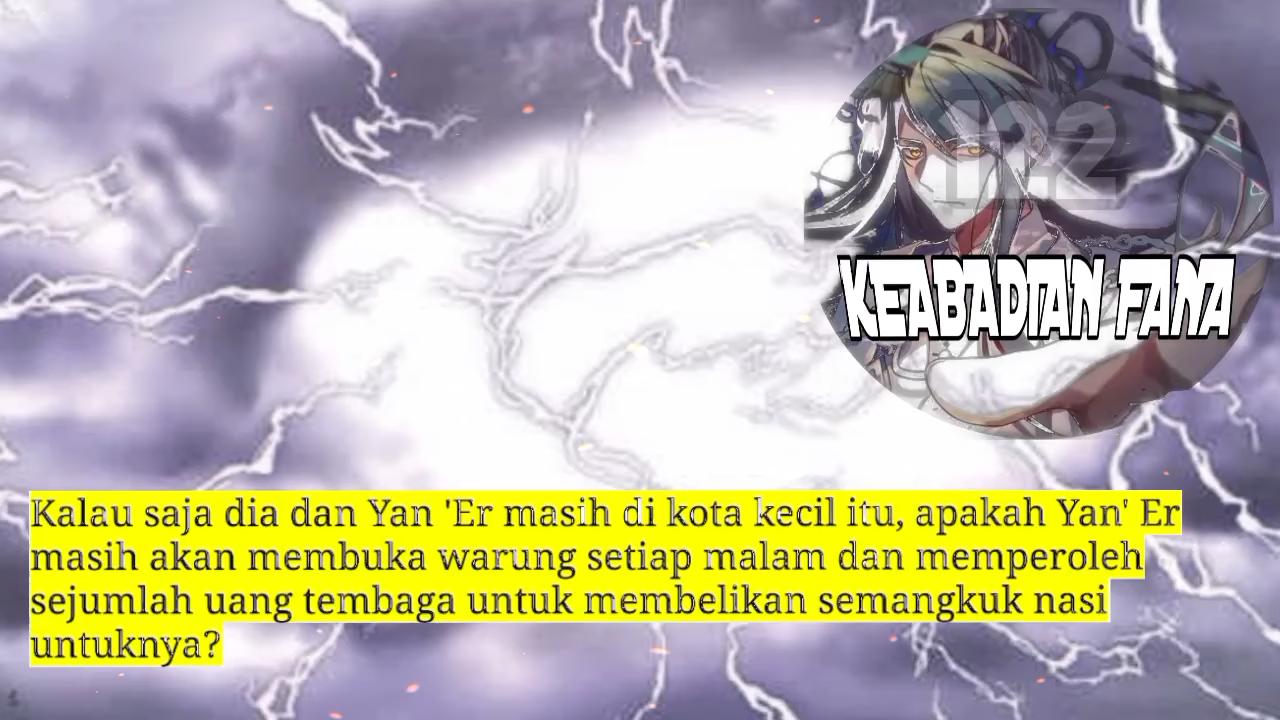 122
KEABADIAN FANA
Kalau saja dia dan Yan 'Er masih di kota kecil itu, apakah Yan' Er
masih akan membuka warung setiap malam dan memperoleh
sejumlah uang tembaga untuk membelikan semangkuk nasi
untuknya?